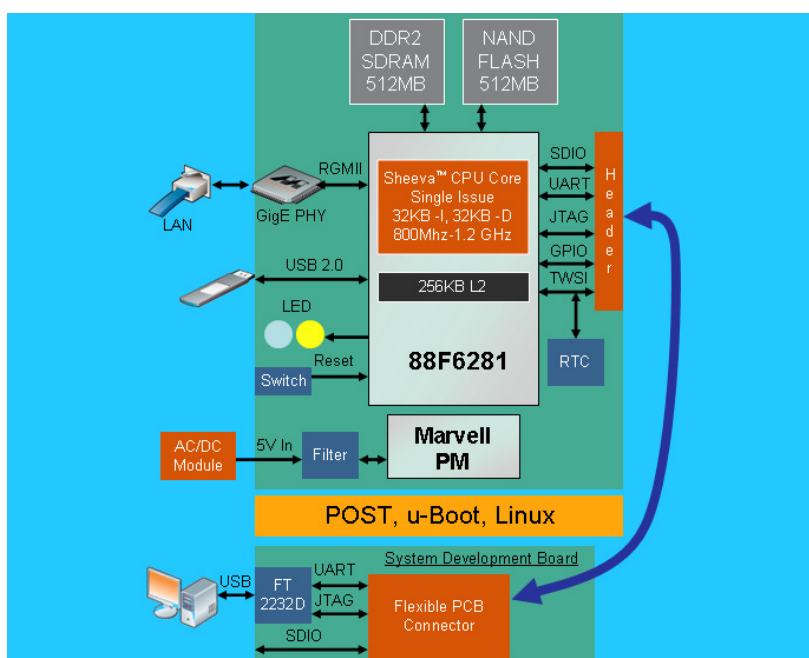 DDR2
SDRAM
512MB
NAND
FLASH
512MB
SDIO
UART
JTAG
GPIO
TWSI
Header
RGMII
Sheeva™ CPU Core
Single Issue
32KB -I, 32KB -D
800Mhz-1.2 GHz
LAN
GigE PHY
USB 2.0
256KB L2
LED
88F6281
RTC
Reset
Switch
AC/DC
Module
5V In
Filter
Marvell
PM
POST, u-Boot, Linux
System Development Board
USB
FT
2232D
UART
JTAG
SDIO
Flexible PCB
Connector